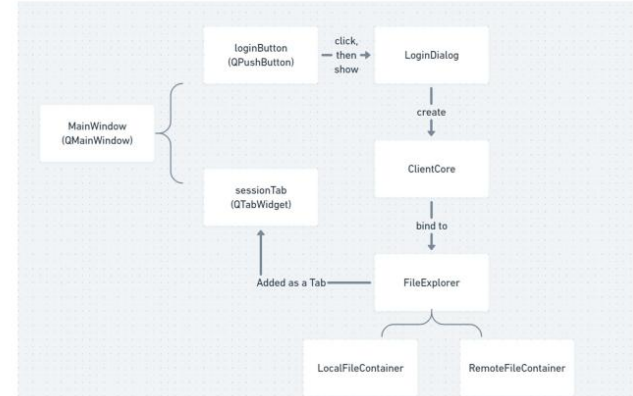 loginButton
(QPushButton)
click,
then
show
LoginDialog
create
MainWindow
(QMainWindow)
ClientCore
sessionTab
(QTabWidget)
bind to
Added as a Tab
FileExplorer
LocalFileContainer
RemoteFileContainer